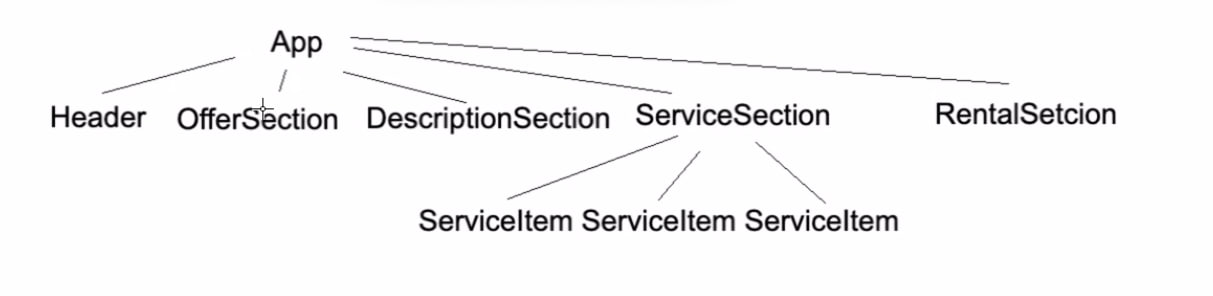 App
Header OfferSection DescriptionSection ServiceSection RentalSetcion
ServiceItem ServiceItem ServiceItem